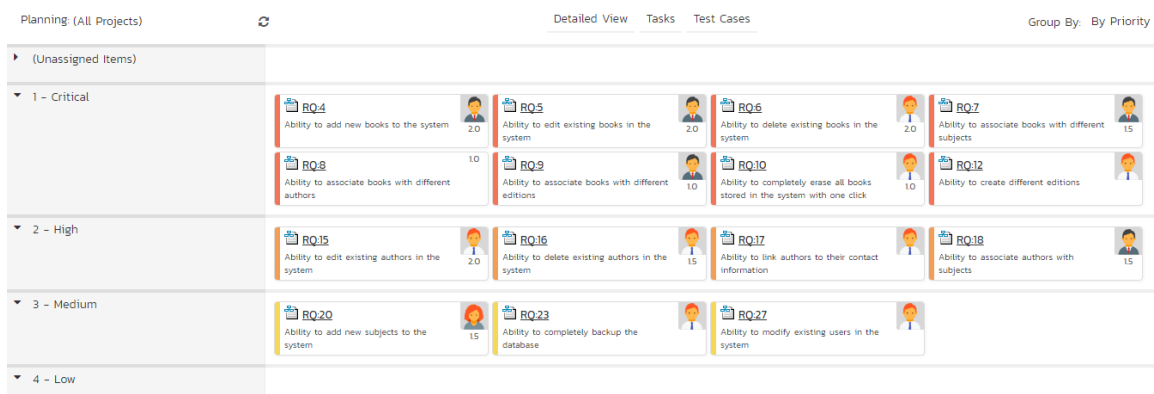 Planning: (All Projects) Detailed View Tasks Test Cases Group By: By Priority
(Unassigned Items)
1 - Critical
RQ:4 RQ:5 RQ:6 RQ:7
Ability to add new books to the system 2.0 Ability to edit existing books in the 2.0 Ability to delete existing books in the 2.0 Ability to associate books with different 1.5
system system subjects
RQ:8 1.0 RQ:9 RQ:10 RQ:12
Ability to associate books with different Ability to associate books with different 1.0 Ability to completely erase all books 1.0 Ability to create different editions
authors editions stored in the system with one click
2 - High
RQ:15 RQ:16 RQ:17 RQ:18
Ability to edit existing authors in the 2.0 Ability to delete existing authors in the 1.5 Ability to link authors to their contact Ability to associate authors with 1.5
system system information subjects
3 - Medium
RQ:20 RQ:23 RQ:27
Ability to add new subjects to the 1.5 Ability to completely backup the Ability to modify existing users in the
system database system
4 - Low